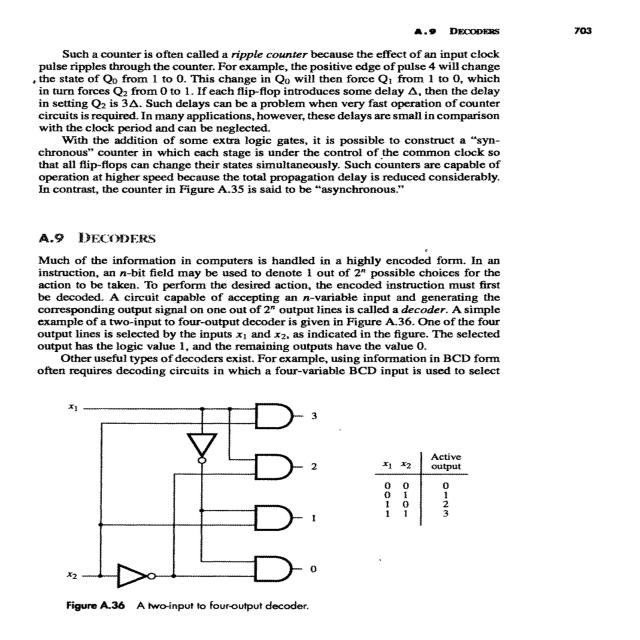 A.9 DECODERS 703
Such a counter is often called a ripple counter because the effect of an input clock
pulse ripples through the counter. For example, the positive edge of pulse 4 will change
the state of Q0 from 1 to 0. This change in Q0 will then force Q1 from 1 to 0, which
in turn forces Q2 from 0 to 1. If each flip-flop introduces some delay Δ, then the delay
in setting Q2 is 3Δ. Such delays can be a problem when very fast operation of counter
circuits is required. In many applications, however, these delays are small in comparison
with the clock period and can be neglected.
With the addition of some extra logic gates, it is possible to construct a “syn-
chronous” counter in which each stage is under the control of the common clock so
that all flip-flops can change their states simultaneously. Such counters are capable of
operation at higher speed because the total propagation delay is reduced considerably.
In contrast, the counter in Figure A.35 is said to be “asynchronous.”
A.9 DECODERS
Much of the information in computers is handled in a highly encoded form. In an
instruction, an n-bit field may be used to denote 1 out of 2ⁿ possible choices for the
action to be taken. To perform the desired action, the encoded instruction must first
be decoded. A circuit capable of accepting an n-variable input and generating the
corresponding output signal on one out of 2ⁿ output lines is called a decoder. A simple
example of a two-input to four-output decoder is given in Figure A.36. One of the four
output lines is selected by the inputs x1 and x2, as indicated in the figure. The selected
output has the logic value 1, and the remaining outputs have the value 0.
Other useful types of decoders exist. For example, using information in BCD form
often requires decoding circuits in which a four-variable BCD input is used to select
x1
3
2
1
0
x2
Active
x1 x2 output
0 0 0
0 1 1
1 0 2
1 1 3
Figure A.36 A two-input to four-output decoder.